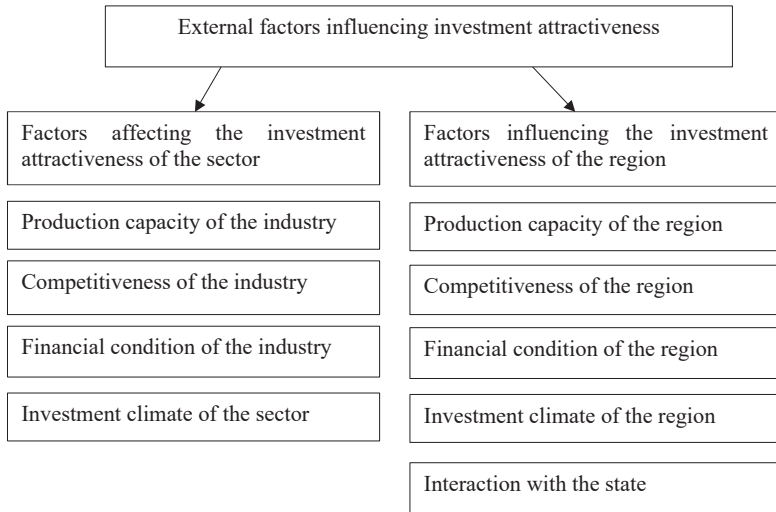 External factors influencing investment attractiveness
Factors affecting the investment
attractiveness of the sector
Production capacity of the industry
Competitiveness of the industry
Financial condition of the industry
Investment climate of the sector
Factors influencing the investment
attractiveness of the region
Production capacity of the region
Competitiveness of the region
Financial condition of the region
Investment climate of the region
Interaction with the state